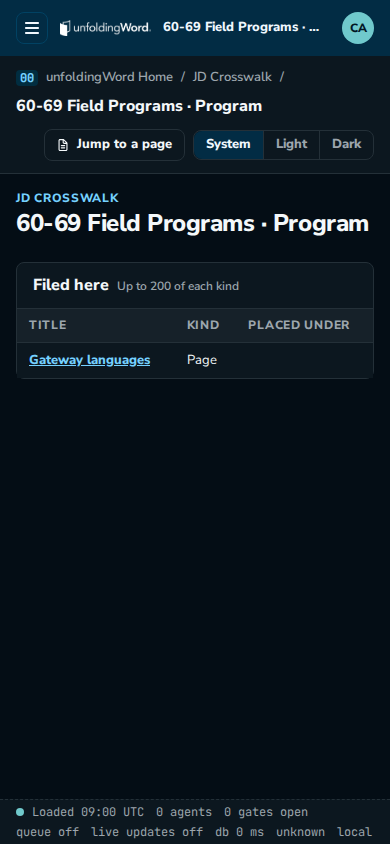 unfoldingWord. 60-69 Field Programs · ... CA
00 unfoldingWord Home / JD Crosswalk /
60-69 Field Programs · Program
Jump to a page System Light Dark
JD CROSSWALK
60-69 Field Programs · Program
Filed here Up to 200 of each kind
TITLE KIND PLACED UNDER
Gateway languages Page
Loaded 09:00 UTC 0 agents 0 gates open
queue off live updates off db 0 ms unknown local